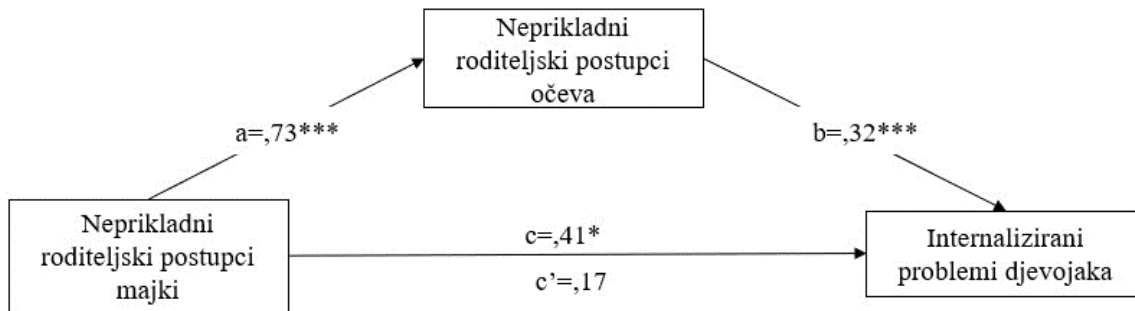 Neprikladni
roditeljski postupci
očeva
a=,73***
b=,32***
Neprikladni
roditeljski postupci
majki
c=,41*
c’=,17
Internalizirani
problemi djevojaka